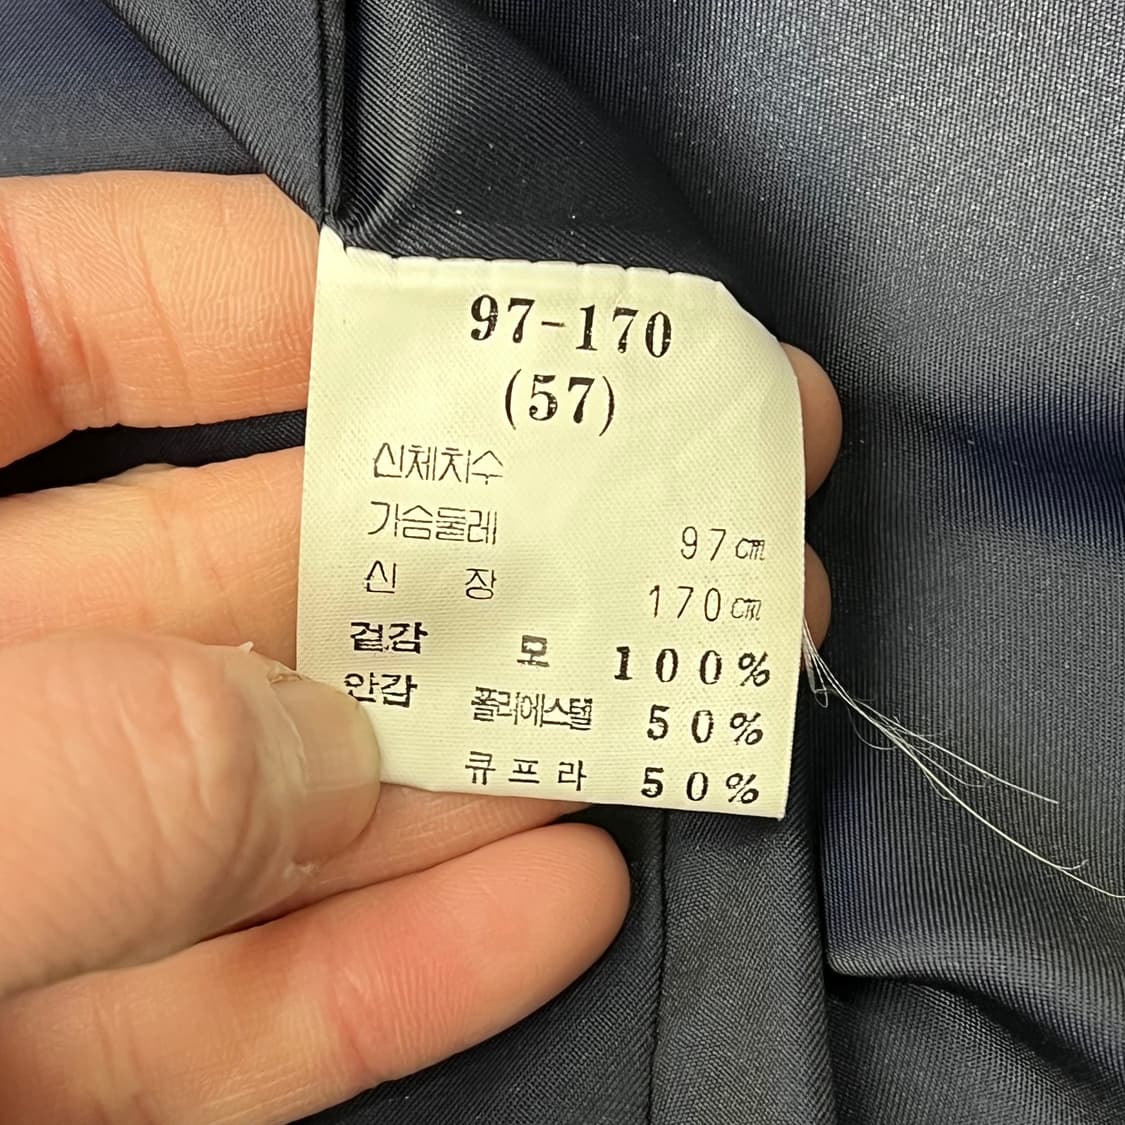 97-170
(57)
신체치수
가슴둘레 97㎝
신 장 170㎝
겉감 모 100%
안감 폴리에스텔 50%
큐프라 50%